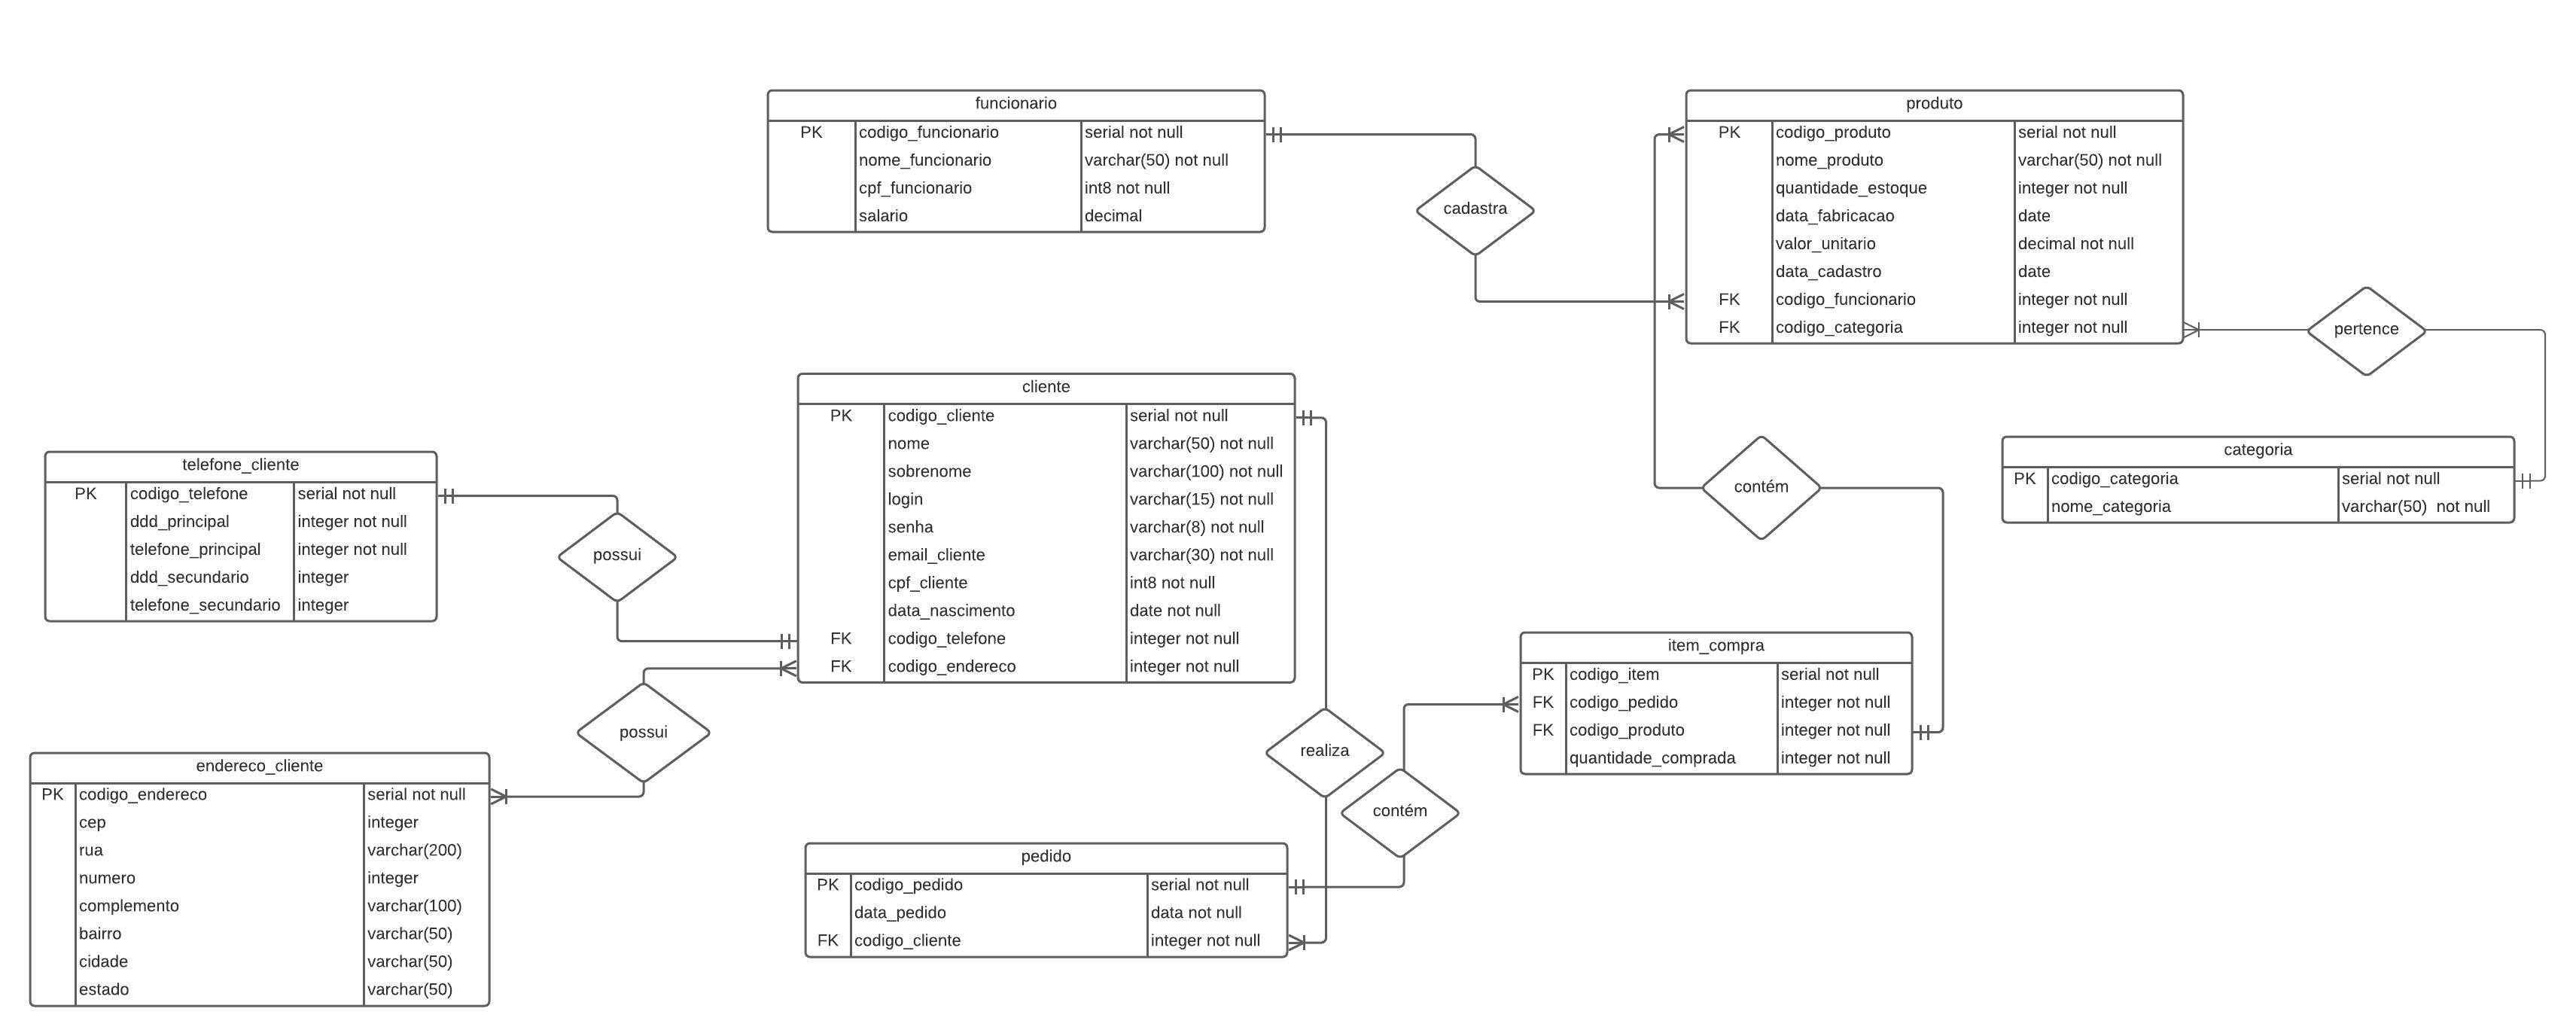 funcionario
PK codigo_funcionario serial not null
nome_funcionario varchar(50) not null
cpf_funcionario int8 not null
salario decimal
cadastra
produto
PK codigo_produto serial not null
nome_produto varchar(50) not null
quantidade_estoque integer not null
data_fabricacao date
valor_unitario decimal not null
data_cadastro date
FK codigo_funcionario integer not null
FK codigo_categoria integer not null
pertence
categoria
PK codigo_categoria serial not null
nome_categoria varchar(50) not null
contém
cliente
PK codigo_cliente serial not null
nome varchar(50) not null
sobrenome varchar(100) not null
login varchar(15) not null
senha varchar(8) not null
email_cliente varchar(30) not null
cpf_cliente int8 not null
data_nascimento date not null
FK codigo_telefone integer not null
FK codigo_endereco integer not null
telefone_cliente
PK codigo_telefone serial not null
ddd_principal integer not null
telefone_principal integer not null
ddd_secundario integer
telefone_secundario integer
possui
possui
endereco_cliente
PK codigo_endereco serial not null
cep integer
rua varchar(200)
numero integer
complemento varchar(100)
bairro varchar(50)
cidade varchar(50)
estado varchar(50)
realiza
contém
item_compra
PK codigo_item serial not null
FK codigo_pedido integer not null
FK codigo_produto integer not null
quantidade_comprada integer not null
pedido
PK codigo_pedido serial not null
data_pedido data not null
FK codigo_cliente integer not null